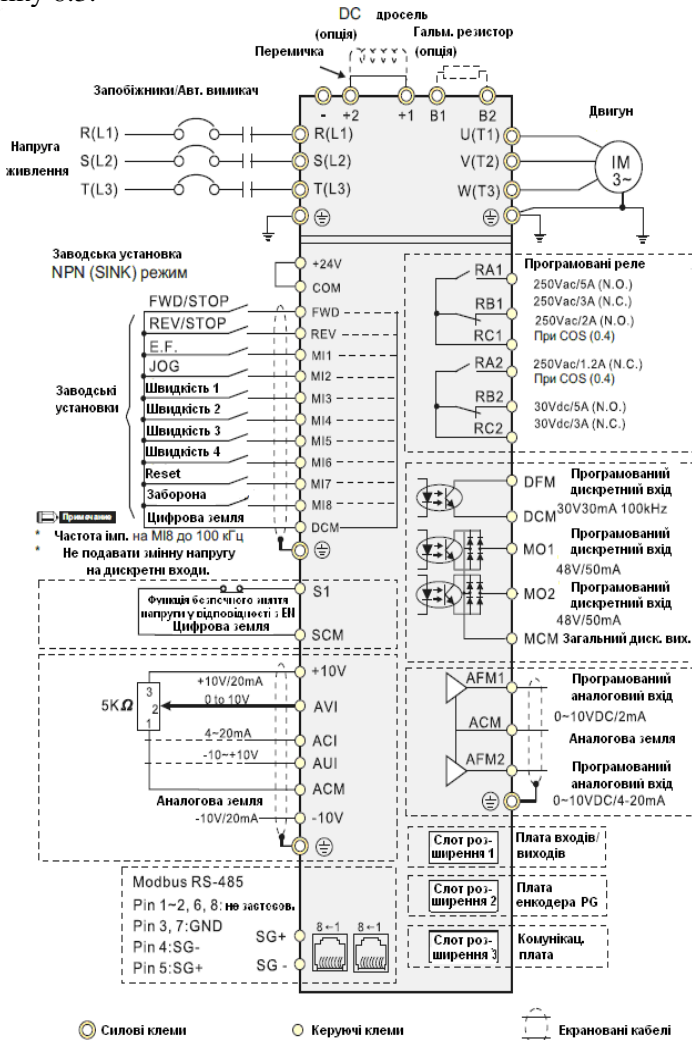 нку 6.3.
DC дросель
(опція)
Гальм. резистор
(опція)
Перемичка
Запобіжники/Авт. вимикач
Двигун
Напруга
живлення
R(L1)
S(L2)
T(L3)
- +2 +1 B1 B2
R(L1)
S(L2)
T(L3)
U(T1)
V(T2)
W(T3)
IM
3~
Заводська установка
NPN (SINK) режим
+24V
COM
FWD/STOP
REV/STOP
E.F.
JOG
Швидкість 1
Швидкість 2
Швидкість 3
Швидкість 4
Reset
Заборона
Цифрова земля
Заводські
установки
FWD
REV
MI1
MI2
MI3
MI4
MI5
MI6
MI7
MI8
DCM
Примечание
* Частота імп. на MI8 до 100 кГц
* Не подавати змінну напругу
на дискретні входи.
Програмовані реле
RA1
RB1
RC1
250Vac/5A (N.O.)
250Vac/3A (N.C.)
250Vac/2A (N.O.)
При COS (0.4)
RA2
RB2
RC2
250Vac/1.2A (N.C.)
При COS (0.4)
30Vdc/5A (N.O.)
30Vdc/3A (N.C.)
DFM
DCM
Програмований
дискретний вхід
30V30mA 100kHz
MO1
Програмований
дискретний вхід
48V/50mA
MO2
Програмований
дискретний вхід
48V/50mA
MCM Загальний диск. вих.
Функція безпечного зняття
напруги у відповідності з EN
Цифрова земля
S1
SCM
5KΩ
3
2
1
+10V/20mA
0 to 10V
4~20mA
-10~+10V
Аналогова земля
-10V/20mA
+10V
AVI
ACI
AUI
ACM
-10V
AFM1
ACM
AFM2
Програмований
аналоговий вхід
0~10VDC/2mA
Аналогова земля
Програмований
аналоговий вхід
0~10VDC/4-20mA
Modbus RS-485
Pin 1~2, 6, 8: не застосов.
Pin 3, 7:GND
Pin 4:SG-
Pin 5:SG+
SG+
SG -
8←1 8←1
Слот роз-
ширення 1
Плата входів/
виходів
Слот роз-
ширення 2
Плата
енкодера PG
Слот роз-
ширення 3
Комунікац.
плата
Силові клеми
Керуючі клеми
Екрановані кабелі